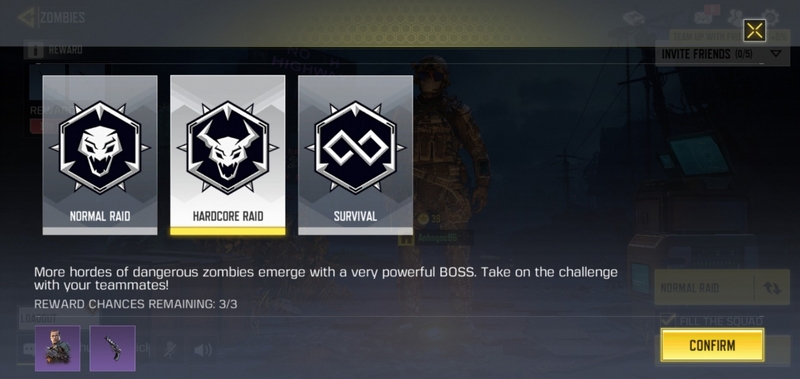 ZOMBIES
REWARD
INVITE FRIENDS (0/5)
NORMAL RAID
HARDCORE RAID
SURVIVAL
More hordes of dangerous zombies emerge with a very powerful BOSS. Take on the challenge
with your teammates!
REWARD CHANCES REMAINING: 3/3
NORMAL RAID
FILL THE SQUAD
CONFIRM